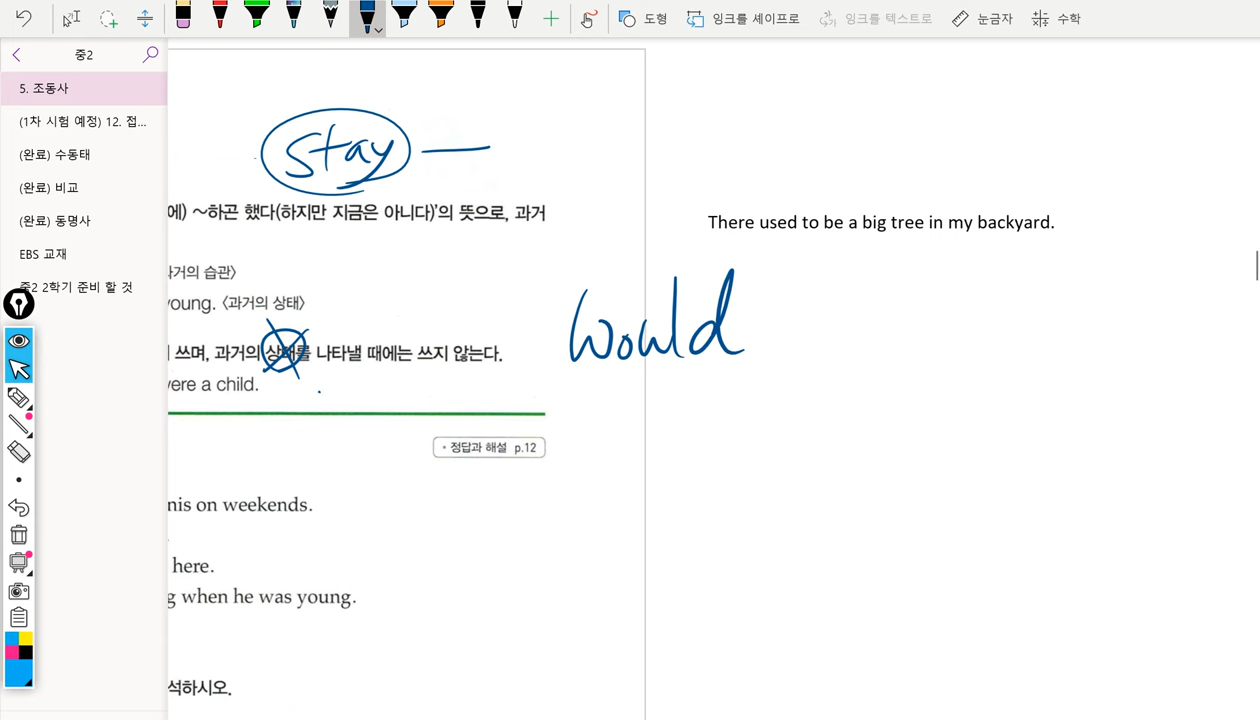 도형
잉크를 셰이프로
잉크를 텍스트로
눈금자
수학
중2
5. 조동사
(1차 시험 예정) 12. 접...
(완료) 수동태
(완료) 비교
(완료) 동명사
EBS 교재
중2 2학기 준비 할 것
stay
에) ~하곤 했다(하지만 지금은 아니다)'의 뜻으로, 과거
과거의 습관〉
young. 〈과거의 상태〉
쓰며, 과거의 상태를 나타낼 때에는 쓰지 않는다.
were a child.
• 정답과 해설 p.12
nis on weekends.
here.
g when he was young.
석하시오.
There used to be a big tree in my backyard.
would